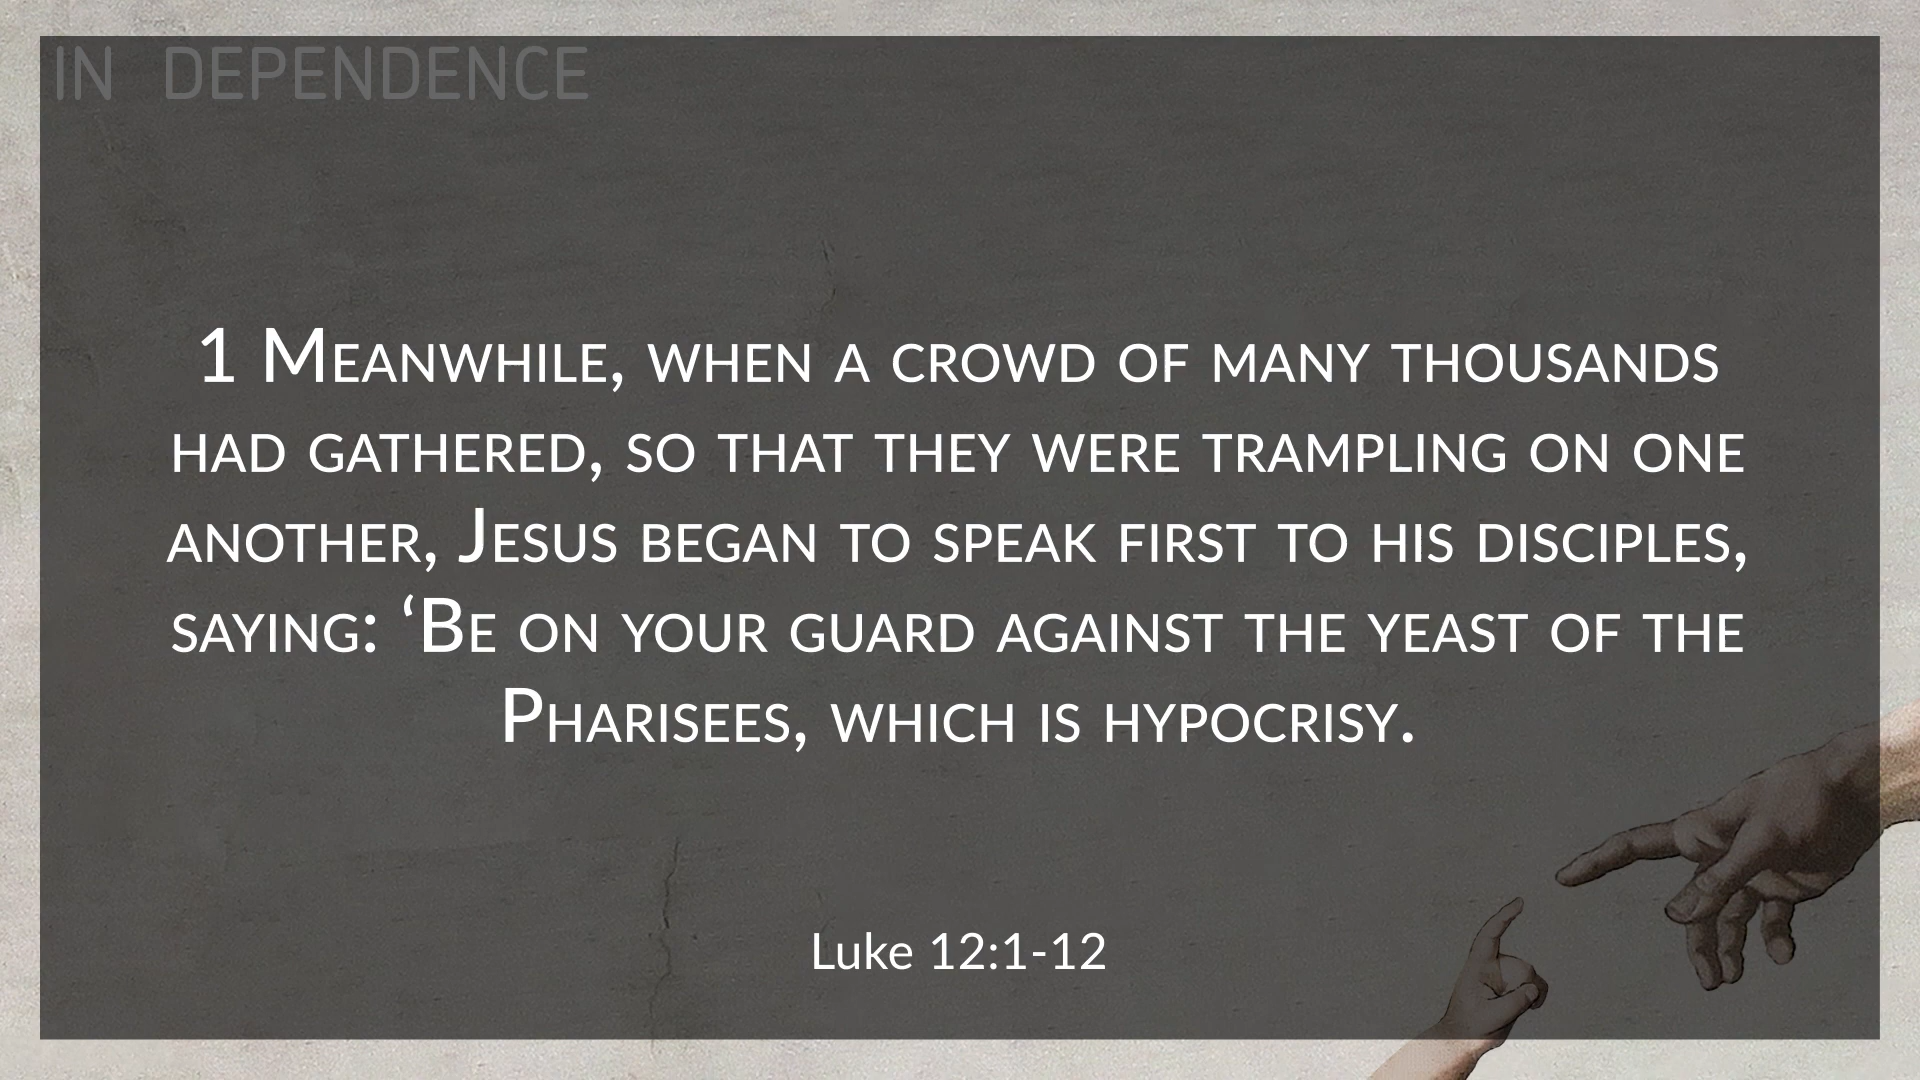 IN DEPENDENCE
1 Meanwhile, when a crowd of many thousands
had gathered, so that they were trampling on one
another, Jesus began to speak first to his disciples,
saying: ‘Be on your guard against the yeast of the
Pharisees, which is hypocrisy.
Luke 12:1-12